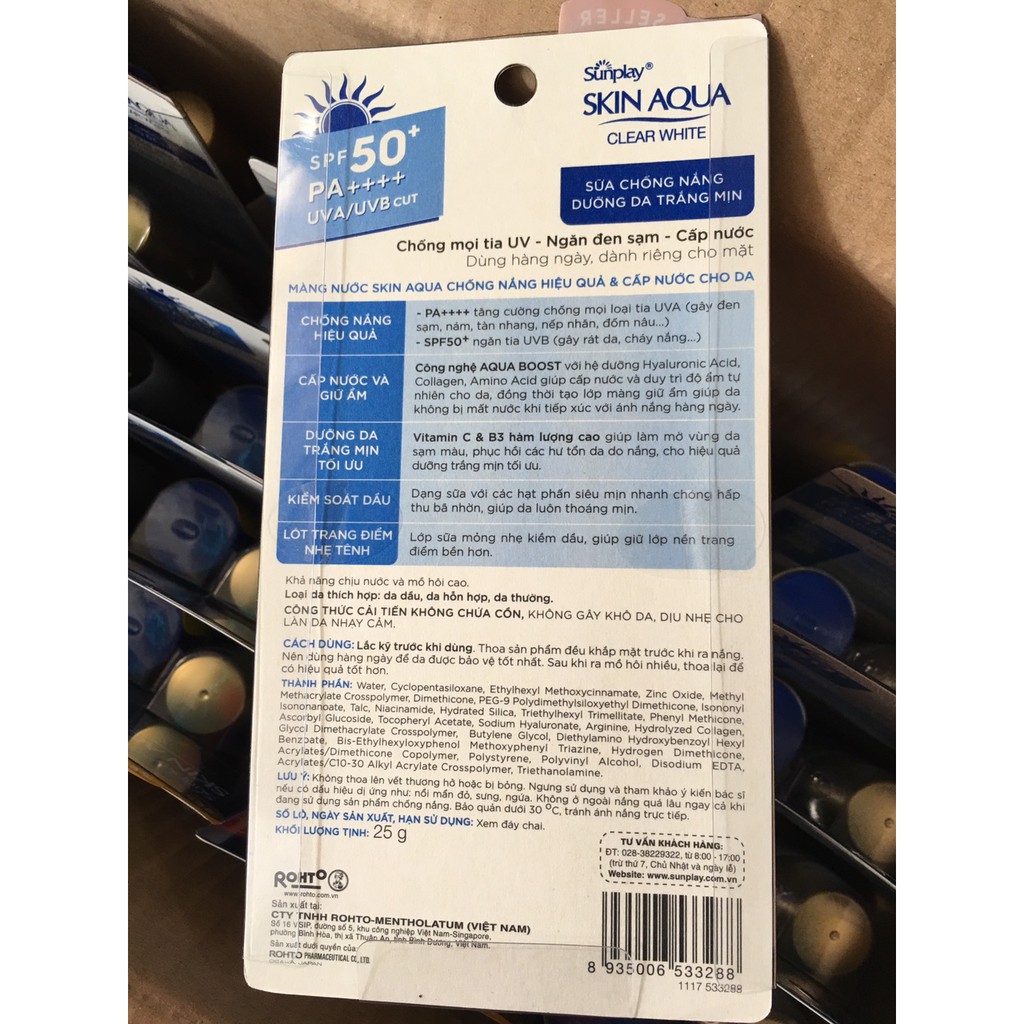 SELLER
Sunplay®
SKIN AQUA
CLEAR WHITE
SPF 50+
PA++++
UVA/UVB CUT
SỮA CHỐNG NẮNG
DƯỠNG DA TRẮNG MỊN
Chống mọi tia UV - Ngăn đen sạm - Cấp nước
Dùng hàng ngày, dành riêng cho mặt
MÀNG NƯỚC SKIN AQUA CHỐNG NẮNG HIỆU QUẢ & CẤP NƯỚC CHO DA
CHỐNG NẮNG
HIỆU QUẢ
- PA++++ tăng cường chống mọi loại tia UVA (gây đen
sạm, nám, tàn nhang, nếp nhăn, đốm nâu...)
- SPF50+ ngăn tia UVB (gây rát da, cháy nắng...)
CẤP NƯỚC VÀ
GIỮ ẨM
Công nghệ AQUA BOOST với hệ dưỡng Hyaluronic Acid,
Collagen, Amino Acid giúp cấp nước và duy trì độ ẩm tự
nhiên cho da, đồng thời tạo lớp màng giữ ẩm giúp da
không bị mất nước khi tiếp xúc với ánh nắng hàng ngày.
DƯỠNG DA
TRẮNG MỊN
TỐI ƯU
Vitamin C & B3 hàm lượng cao giúp làm mờ vùng da
sạm màu, phục hồi các hư tổn da do nắng, cho hiệu quả
dưỡng trắng mịn tối ưu.
KIỂM SOÁT DẦU
Dạng sữa với các hạt phấn siêu mịn nhanh chóng hấp
thu bã nhờn, giúp da luôn thoáng mịn.
LÓT TRANG ĐIỂM
NHẸ TÊNH
Lớp sữa mỏng nhẹ kiềm dầu, giúp giữ lớp nền trang
điểm bền hơn.
Khả năng chịu nước và mồ hôi cao.
Loại da thích hợp: da dầu, da hỗn hợp, da thường.
CÔNG THỨC CẢI TIẾN KHÔNG CHỨA CỒN, KHÔNG GÂY KHÔ DA, DỊU NHẸ CHO
LÀN DA NHẠY CẢM.
CÁCH DÙNG: Lắc kỹ trước khi dùng. Thoa sản phẩm đều khắp mặt trước khi ra nắng.
Nên dùng hàng ngày để da được bảo vệ tốt nhất. Sau khi ra mồ hôi nhiều, thoa lại để
có hiệu quả tốt hơn.
THÀNH PHẦN: Water, Cyclopentasiloxane, Ethylhexyl Methoxycinnamate, Zinc Oxide, Methyl
Methacrylate Crosspolymer, Dimethicone, PEG-9 Polydimethylsiloxyethyl Dimethicone, Isononyl
Isononanoate, Talc, Niacinamide, Hydrated Silica, Triethylhexyl Trimellitate, Phenyl Methicone,
Ascorbyl Glucoside, Tocopheryl Acetate, Sodium Hyaluronate, Arginine, Hydrolyzed Collagen,
Glycol Dimethacrylate Crosspolymer, Butylene Glycol, Diethylamino Hydroxybenzoyl Hexyl
Benzoate, Bis-Ethylhexyloxyphenol Methoxyphenyl Triazine, Hydrogen Dimethicone,
Acrylates/Dimethicone Copolymer, Polystyrene, Polyvinyl Alcohol, Disodium EDTA,
Acrylates/C10-30 Alkyl Acrylate Crosspolymer, Triethanolamine.
LƯU Ý: Không thoa lên vết thương hở hoặc bị bỏng. Ngưng sử dụng và tham khảo ý kiến bác sĩ
nếu có dấu hiệu dị ứng như: nổi mẩn đỏ, sưng, ngứa. Không ở ngoài nắng quá lâu ngay cả khi
đang sử dụng sản phẩm chống nắng. Bảo quản dưới 30 °C, tránh ánh nắng trực tiếp.
SỐ LÔ, NGÀY SẢN XUẤT, HẠN SỬ DỤNG: Xem đáy chai.
KHỐI LƯỢNG TỊNH: 25 g
TƯ VẤN KHÁCH HÀNG:
ĐT: 028-38229322, từ 8:00 - 17:00
(trừ thứ 7, Chủ Nhật và ngày lễ)
Website: www.sunplay.com.vn
ROHTO
www.rohto.com.vn
Sản xuất tại:
CTY TNHH ROHTO-MENTHOLATUM (VIỆT NAM)
Số 16 VSIP, đường số 5, khu công nghiệp Việt Nam-Singapore,
phường Bình Hòa, thị xã Thuận An, tỉnh Bình Dương, Việt Nam.
Sản xuất dưới quyền của
ROHTO PHARMACEUTICAL CO., LTD.
OSAKA, JAPAN
8 935006 533288
1117 533288